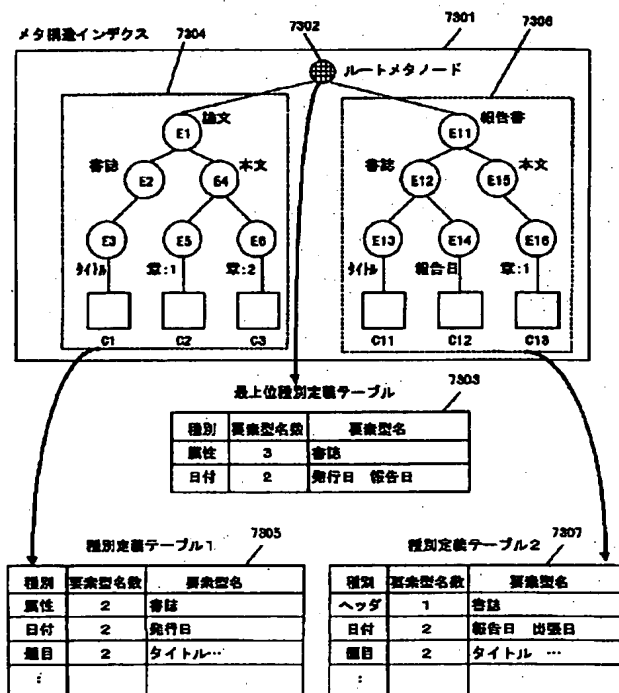 メタ構造インデクス
7304
7302
7301
7306
ルートメタノード
論文
E1
書誌
E2
E4
本文
E3
E5
E6
タイトル
章:1
章:2
C1
C2
C3
報告書
E11
書誌
E12
E15
本文
E13
E14
E16
タイトル
報告日
章:1
C11
C12
C13
最上位種別定義テーブル
7303
種別 要素型名数 要素型名
属性 3 書誌
日付 2 発行日 報告日
種別定義テーブル1
7305
種別 要素型名数 要素型名
属性 2 書誌
日付 2 発行日
題目 2 タイトル…
:
種別定義テーブル2
7307
種別 要素型名数 要素型名
ヘッダ 1 書誌
日付 2 報告日 出張日
題目 2 タイトル …
: